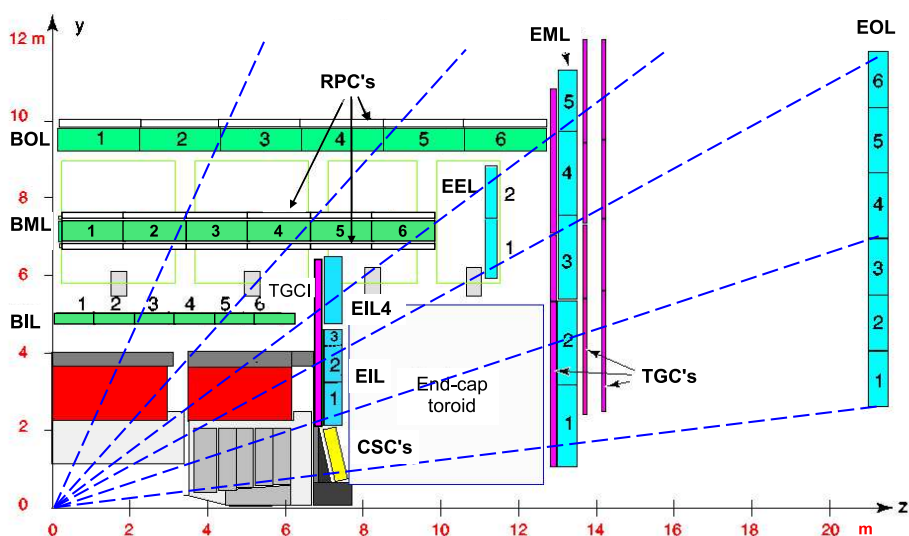 y
12 m
EML
EOL
RPC's
10
BOL
1 2 3 4 5 6
5
6
5
4
3
2
1
EEL
2
1
4
3
2
1
8
BML
1 2 3 4 5 6
6
TGCI
1 2 3 4 5 6
BIL
EIL4
4
3
2
1
EIL
End-cap
toroid
TGC's
2
CSC's
0
z
0 2 4 6 8 10 12 14 16 18 20 m